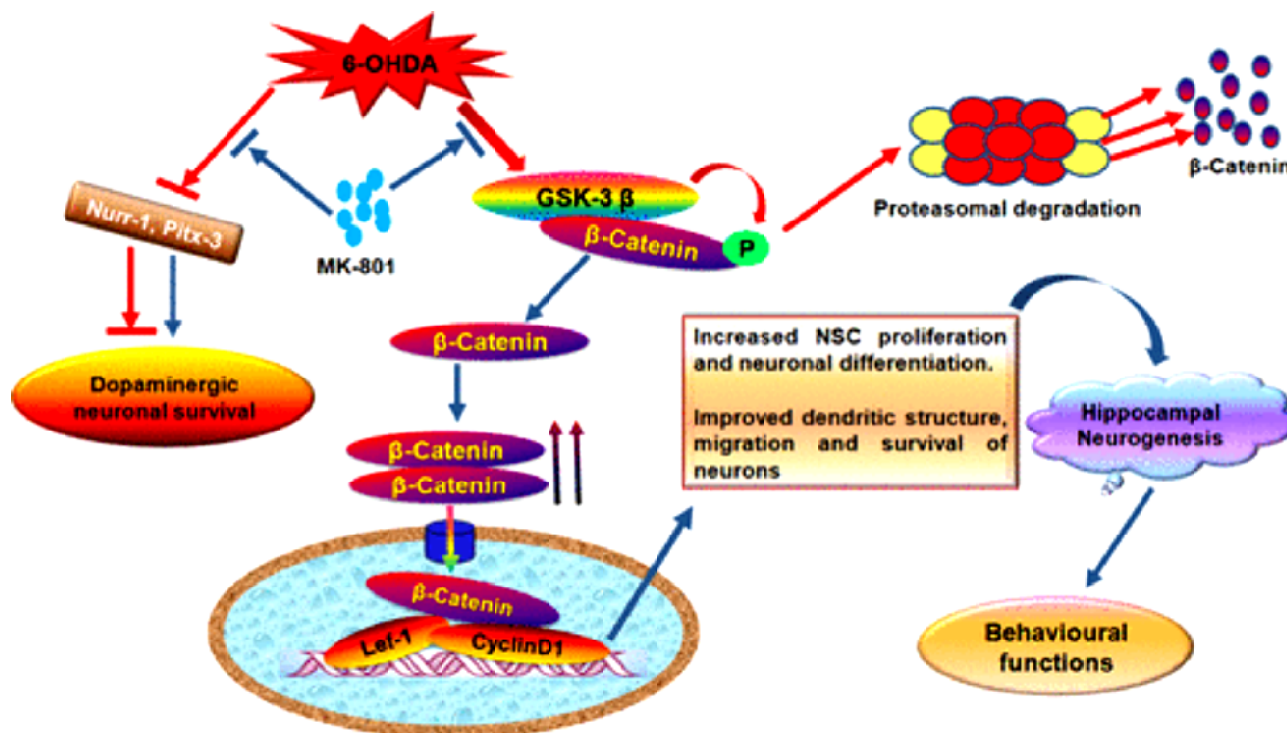 6-OHDA
Nurr-1, Pitx-3
MK-801
GSK-3 β
β-Catenin
P
Proteasomal degradation
β-Catenin
β-Catenin
Dopaminergic
neuronal survival
β-Catenin
β-Catenin
β-Catenin
Lef-1
CyclinD1
Increased NSC proliferation
and neuronal differentiation.
Improved dendritic structure,
migration and survival of
neurons
Hippocampal
Neurogenesis
Behavioural
functions